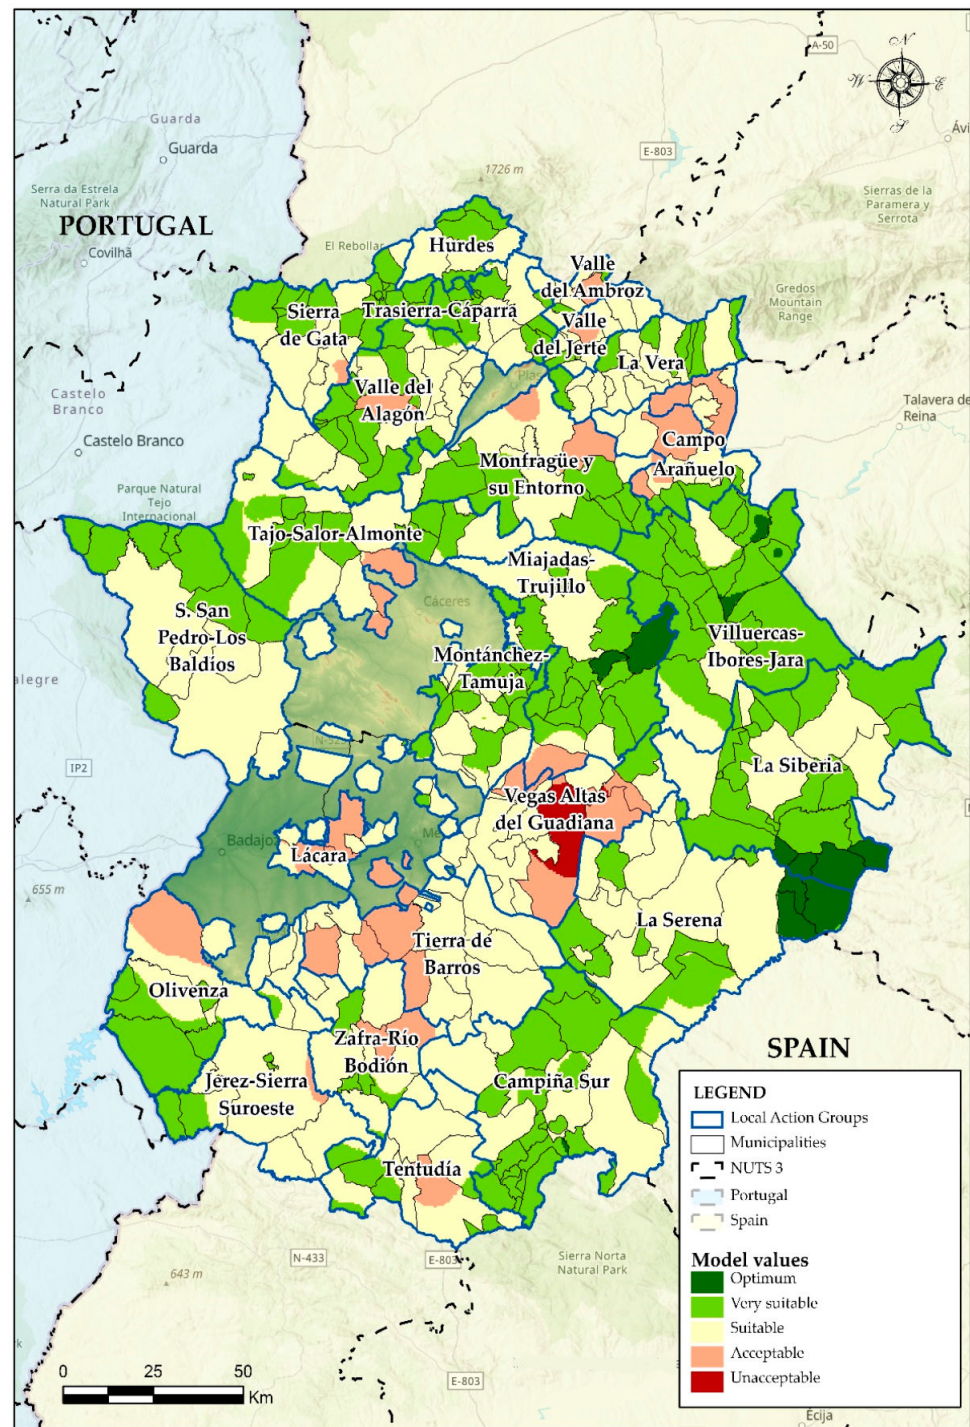 A-50
N
W
E
S
Guarda
Guarda
E-803
1726 m
Serra da Estrela
Natural Park
Sierras de la
Paramera y
Serrota
PORTUGAL
Covilhã
El Rebollar
Hurdes
Valle
del Ambroz
Gredos
Mountain
Range
Sierra
de Gata
Trasierra-Cáparra
Valle
del Jerte
La Vera
Castelo
Branco
Valle del
Alagón
Plas
Talavera de
Reina
Castelo Branco
Campo
Arañuelo
Monfragüe y
su Entorno
Parque Natural
Tejo
Internacional
Tajo-Salor-Almonte
Miajadas-
Trujillo
Cáceres
S. San
Pedro-Los
Baldíos
Villuercas-
Ibores-Jara
Montánchez-
Tamuja
alegre
N-523
IP2
La Siberia
Vegas Altas
del Guadiana
Badajoz
Me
Lácara
655 m
La Serena
Tierra de
Barros
Olivenza
Zafra-Río
Bodión
SPAIN
Jerez-Sierra
Suroeste
Campiña Sur
LEGEND
Local Action Groups
Municipalities
NUTS 3
Portugal
Spain
Tentudía
Model values
Optimum
Very suitable
Suitable
Acceptable
Unacceptable
N-433
E-803
Sierra Norta
Natural Park
643 m
0 25 50
Km
E-803
Écija